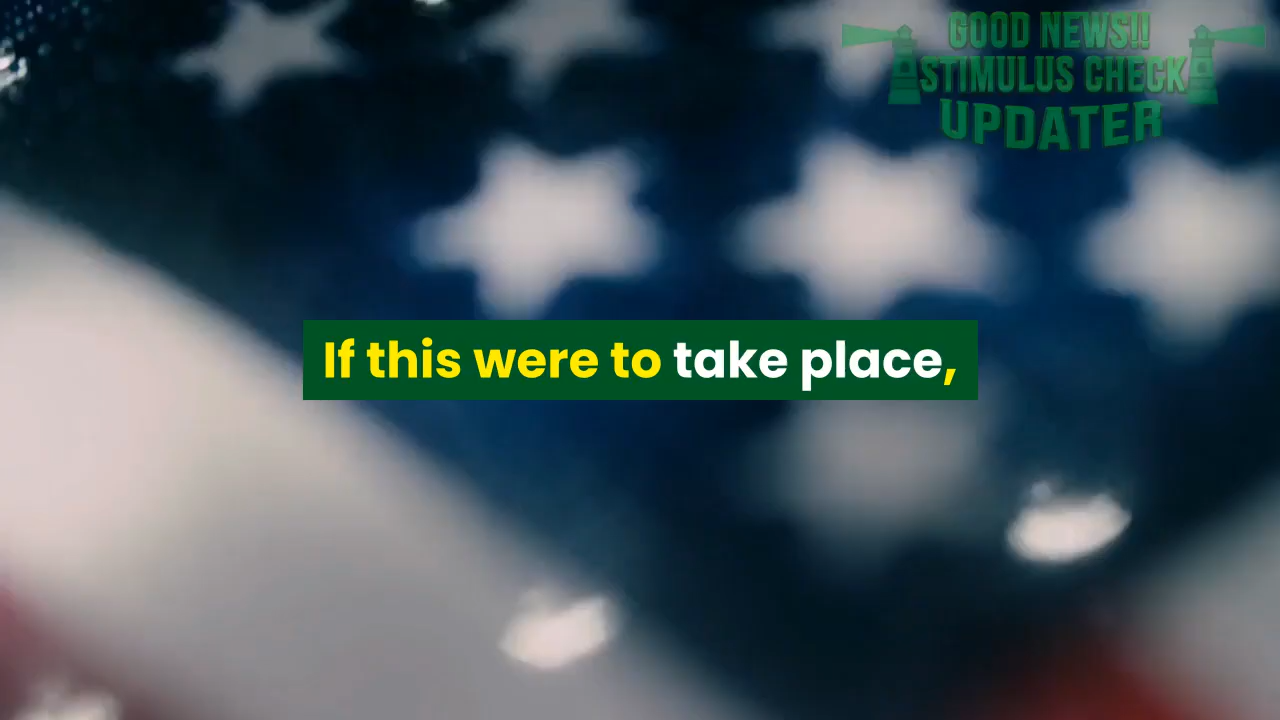 GOOD NEWS!!
STIMULUS CHECK
UPDATER
If this were to take place,